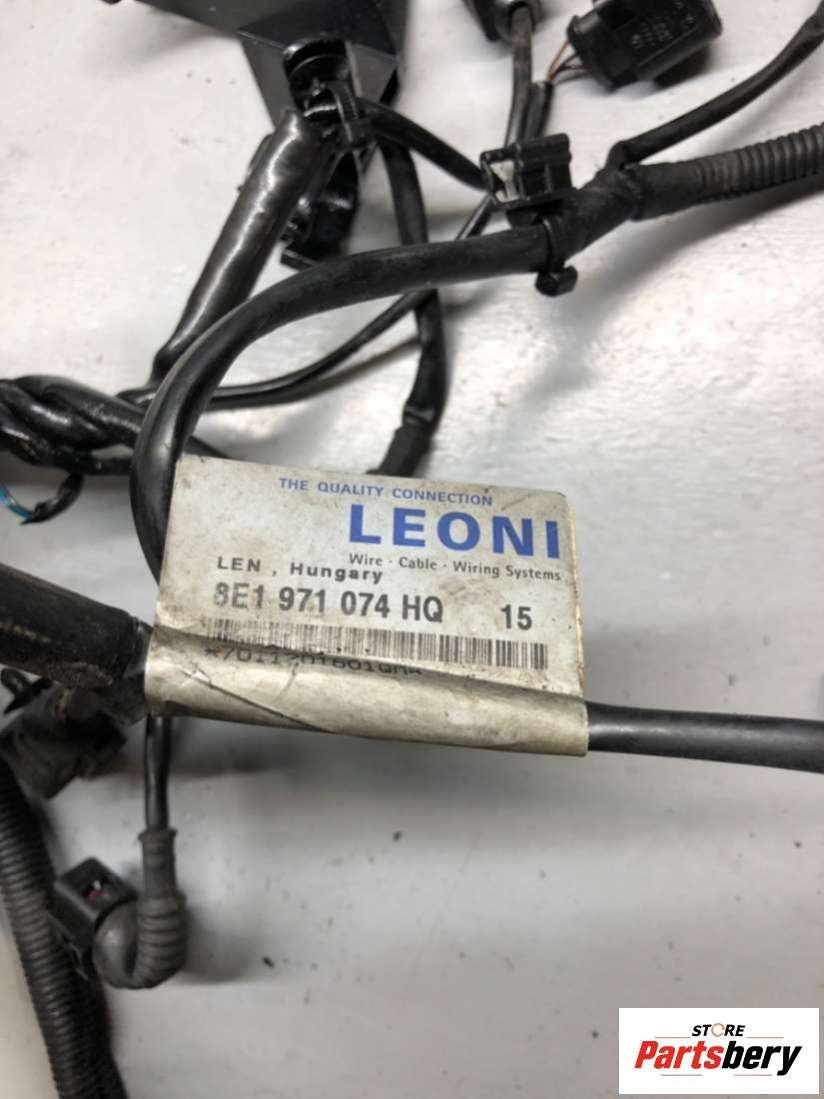 THE QUALITY CONNECTION
LEONI
Wire · Cable · Wiring Systems
LEN , Hungary
8E1 971 074 HQ 15
STORE
Partsbery